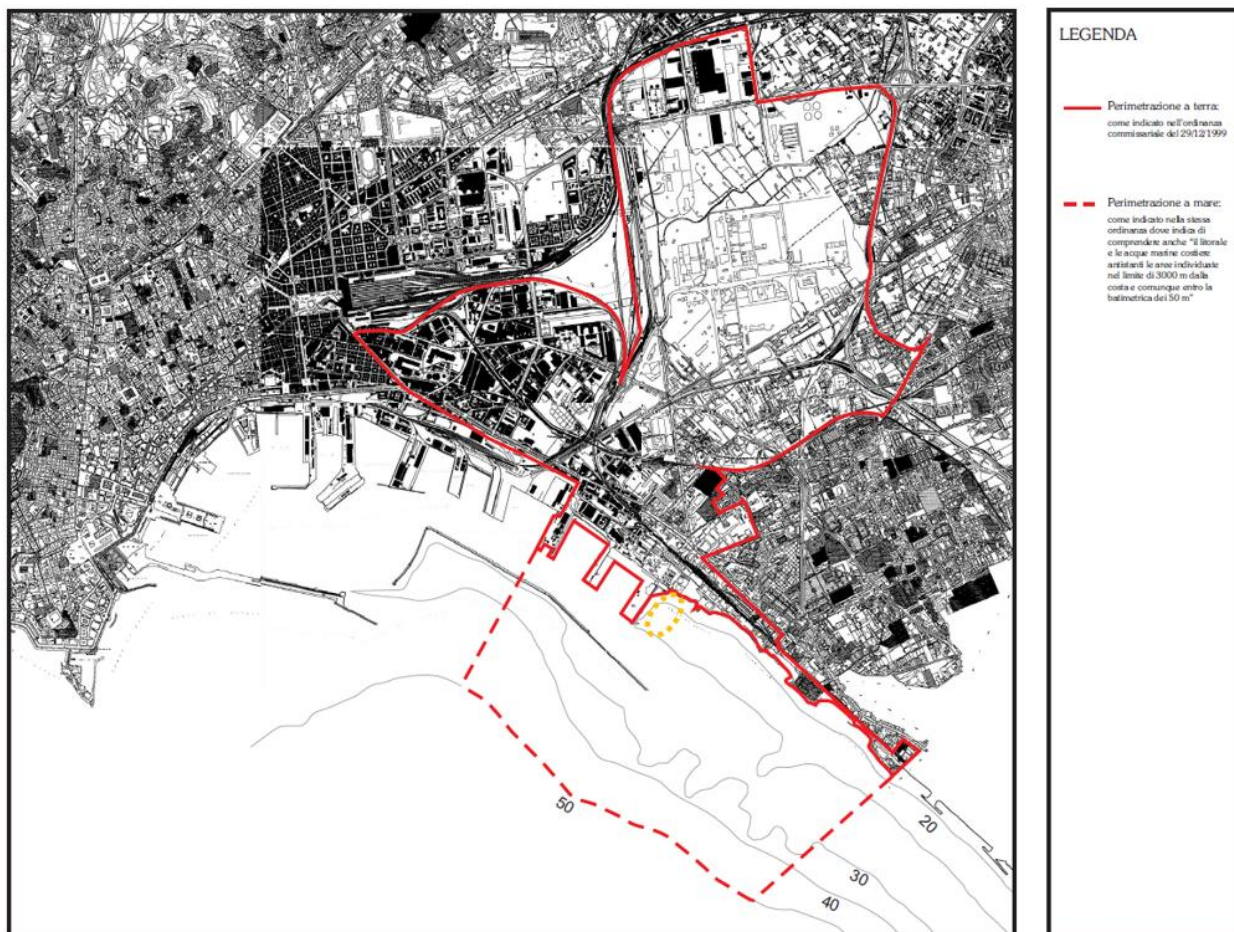 LEGENDA
Perimetrazione a terra:
come indicato nell'ordinanza
commissariale del 29/12/1999
Perimetrazione a mare:
come indicato nella stessa
ordinanza dove indica di
comprendere anche "il litorale
e le acque marine costiere
antistanti le aree individuate
nel limite di 3000 m dalla
costa e comunque entro la
batimetrica dei 50 m"
50
20
30
40